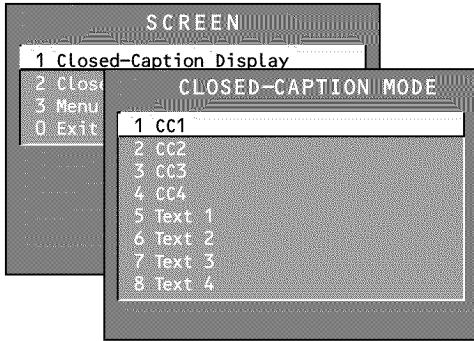 SCREEN
1 Closed-Caption Display
2 Close
3 Menu
0 Exit
CLOSED-CAPTION MODE
1 CC1
2 CC2
3 CC3
4 CC4
5 Text 1
6 Text 2
7 Text 3
8 Text 4